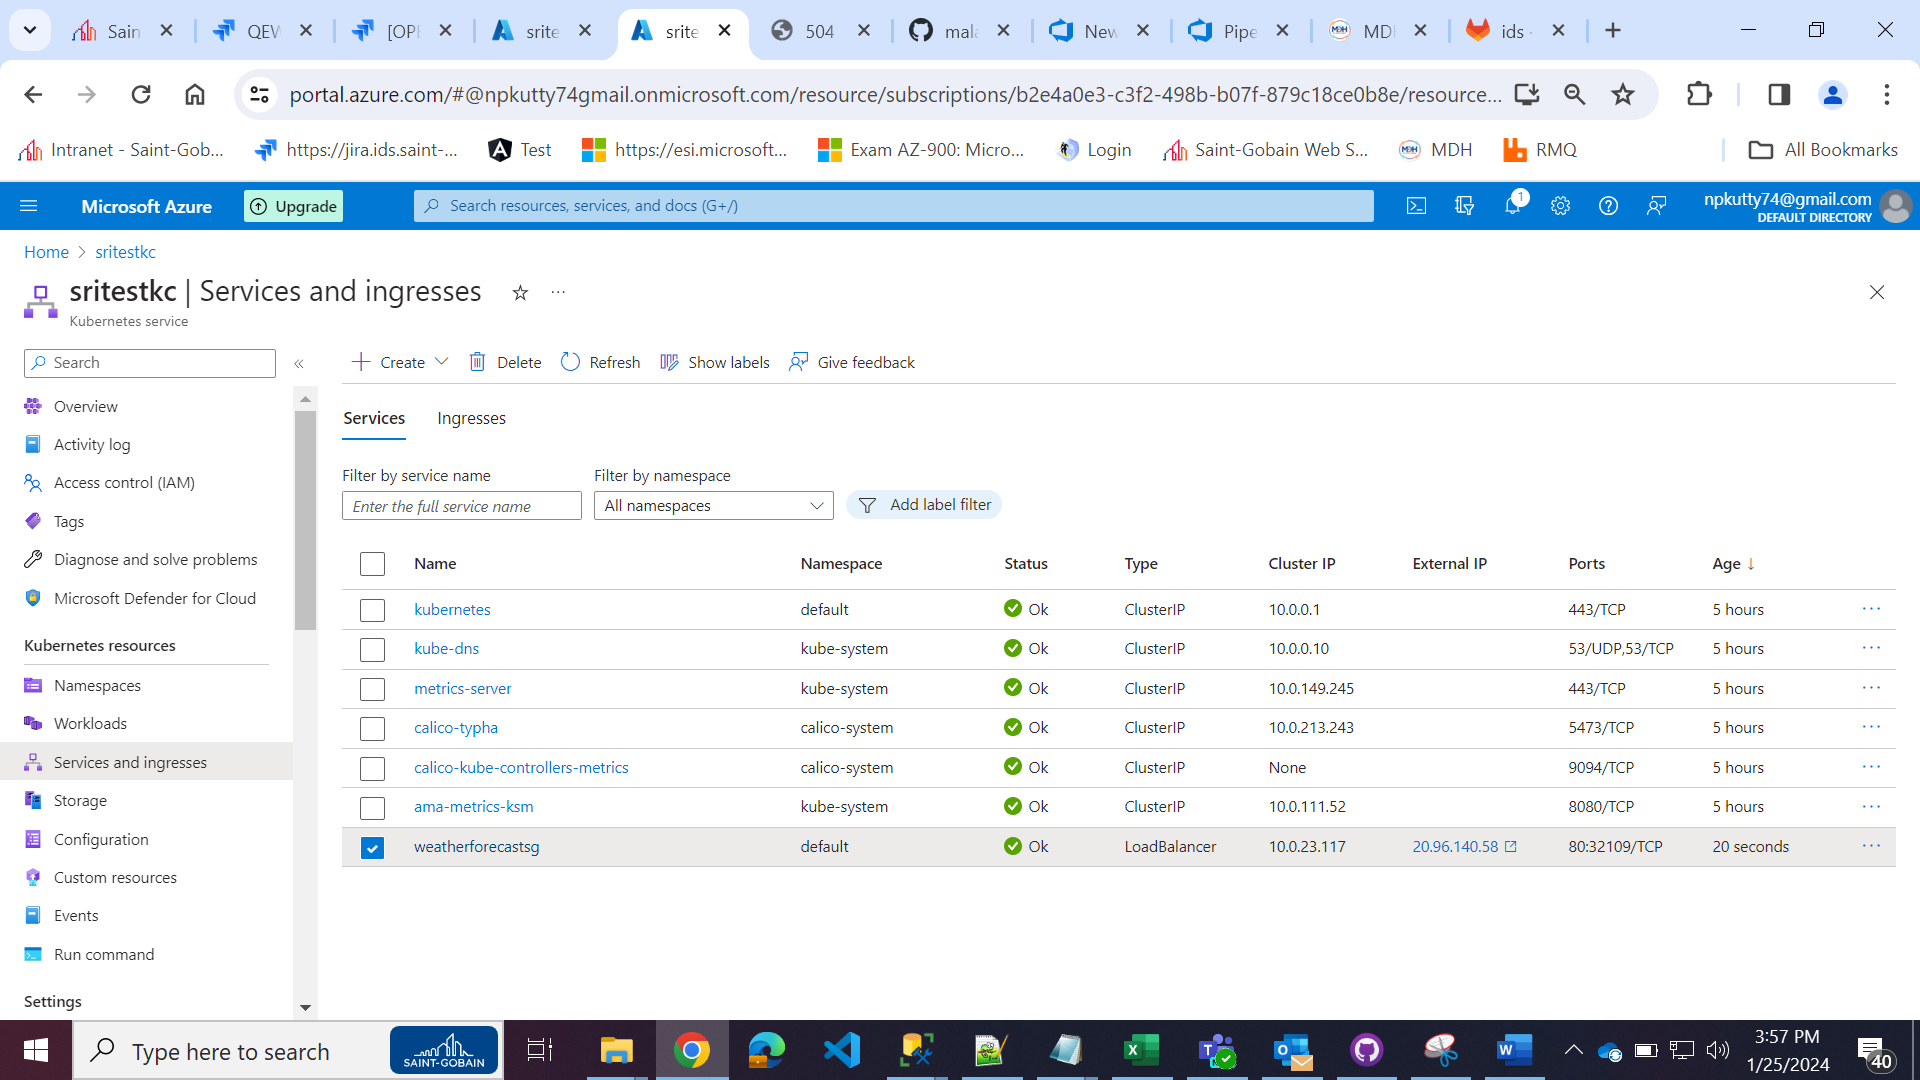 Sain
QEW
[OPE
srite
srite
504
mala
New
Pipe
MDH
ids -
portal.azure.com/#@npkutty74gmail.onmicrosoft.com/resource/subscriptions/b2e4a0e3-c3f2-498b-b07f-879c18ce0b8e/resource...
Intranet - Saint-Gob...
https://jira.ids.saint-...
Test
https://esi.microsoft...
Exam AZ-900: Micro...
Login
Saint-Gobain Web S...
MDH
RMQ
All Bookmarks
Microsoft Azure
Upgrade
Search resources, services, and docs (G+/)
1
npkutty74@gmail.com
DEFAULT DIRECTORY
Home > sritestkc
sritestkc | Services and ingresses
Kubernetes service
Search
Create Delete Refresh Show labels Give feedback
Overview
Activity log
Access control (IAM)
Tags
Diagnose and solve problems
Microsoft Defender for Cloud
Kubernetes resources
Namespaces
Workloads
Services and ingresses
Storage
Configuration
Custom resources
Events
Run command
Settings
Services Ingresses
Filter by service name Filter by namespace
Enter the full service name All namespaces Add label filter
Name Namespace Status Type Cluster IP External IP Ports Age ↓
kubernetes default Ok ClusterIP 10.0.0.1 443/TCP 5 hours
kube-dns kube-system Ok ClusterIP 10.0.0.10 53/UDP,53/TCP 5 hours
metrics-server kube-system Ok ClusterIP 10.0.149.245 443/TCP 5 hours
calico-typha calico-system Ok ClusterIP 10.0.213.243 5473/TCP 5 hours
calico-kube-controllers-metrics calico-system Ok ClusterIP None 9094/TCP 5 hours
ama-metrics-ksm kube-system Ok ClusterIP 10.0.111.52 8080/TCP 5 hours
weatherforecastsg default Ok LoadBalancer 10.0.23.117 20.96.140.58 80:32109/TCP 20 seconds
Type here to search
SAINT-GOBAIN
3:57 PM
1/25/2024
40